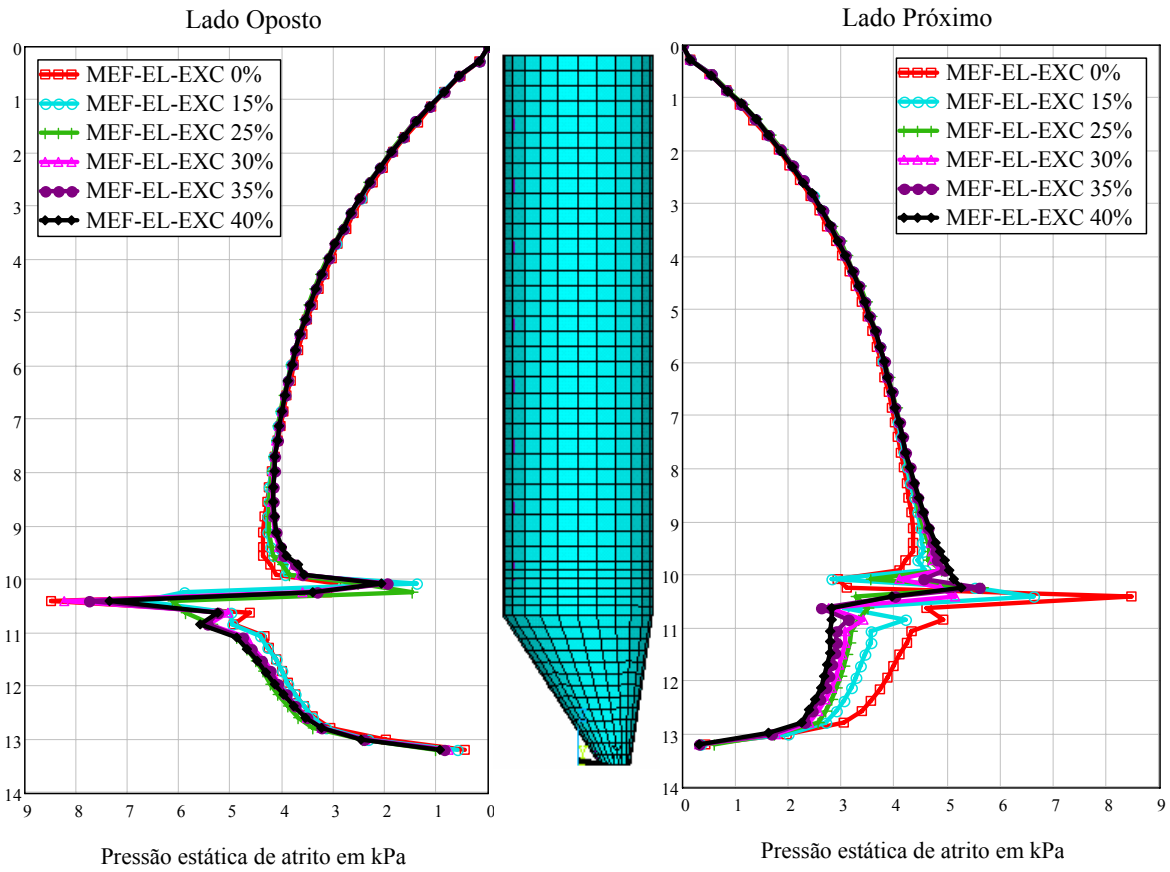 Lado Oposto
Lado Próximo
0
1
2
3
4
5
6
7
8
9
10
11
12
13
14
MEF-EL-EXC 0%
MEF-EL-EXC 15%
MEF-EL-EXC 25%
MEF-EL-EXC 30%
MEF-EL-EXC 35%
MEF-EL-EXC 40%
9 8 7 6 5 4 3 2 1 0
Pressão estática de atrito em kPa
0
1
2
3
4
5
6
7
8
9
10
11
12
13
14
MEF-EL-EXC 0%
MEF-EL-EXC 15%
MEF-EL-EXC 25%
MEF-EL-EXC 30%
MEF-EL-EXC 35%
MEF-EL-EXC 40%
0 1 2 3 4 5 6 7 8 9
Pressão estática de atrito em kPa